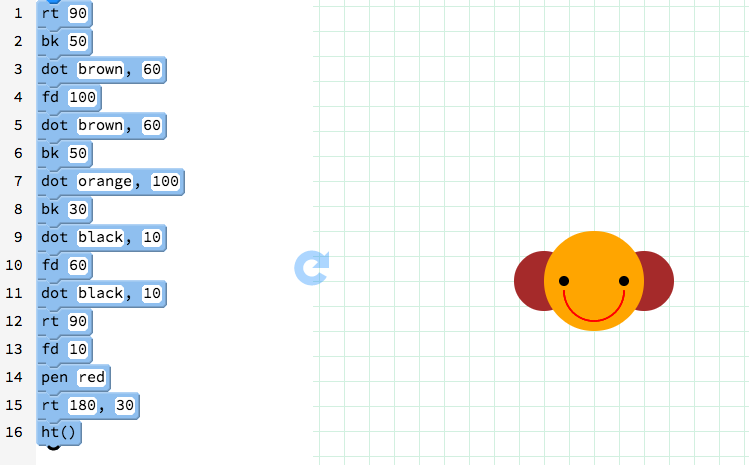 1 rt 90
2 bk 50
3 dot brown, 60
4 fd 100
5 dot brown, 60
6 bk 50
7 dot orange, 100
8 bk 30
9 dot black, 10
10 fd 60
11 dot black, 10
12 rt 90
13 fd 10
14 pen red
15 rt 180, 30
16 ht()